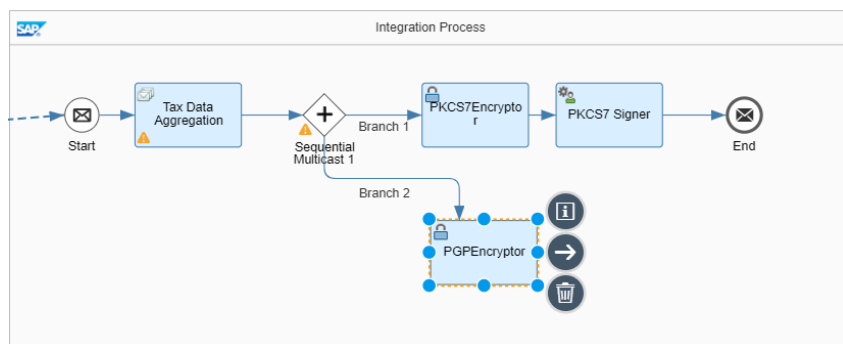 SAP
Integration Process
Tax Data
Aggregation
PKCS7Encrypto
r
PKCS7 Signer
Start
Sequential
Multicast 1
Branch 1
End
Branch 2
PGPEncryptor